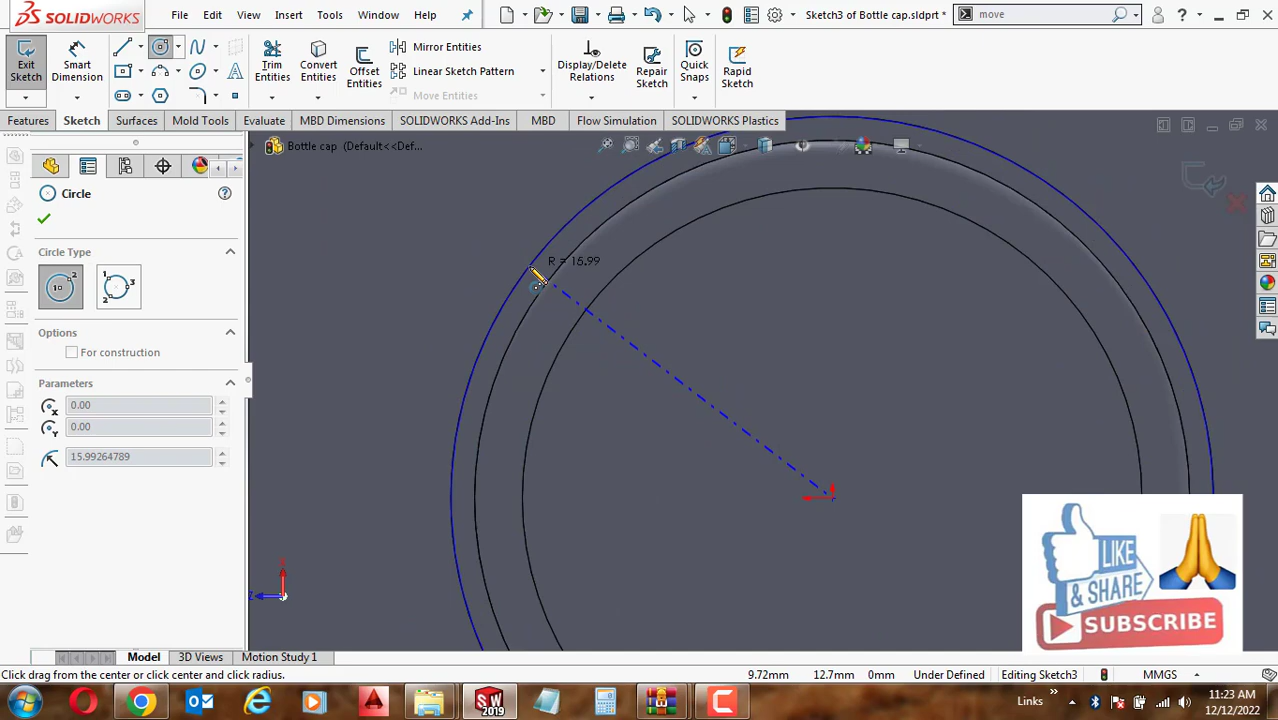 SOLIDWORKS
File
Edit
View
Insert
Tools
Window
Help
Sketch3 of Bottle cap.sldprt *
move
?
Exit Sketch
Smart Dimension
Trim Entities
Convert Entities
Offset Entities
Mirror Entities
Linear Sketch Pattern
Move Entities
Display/Delete Relations
Repair Sketch
Quick Snaps
Rapid Sketch
Features
Sketch
Surfaces
Mold Tools
Evaluate
MBD Dimensions
SOLIDWORKS Add-Ins
MBD
Flow Simulation
SOLIDWORKS Plastics
Bottle cap (Default<<Def...
Circle
?
Circle Type
Options
For construction
Parameters
0.00
0.00
15.99264789
R = 15.99
Z
LIKE
& SHARE
SUBSCRIBE
Model
3D Views
Motion Study 1
Click drag from the center or click center and click radius.
9.72mm
12.7mm
0mm
Under Defined
Editing Sketch3
MMGS
SW
2019
Links
»
11:23 AM
12/12/2022